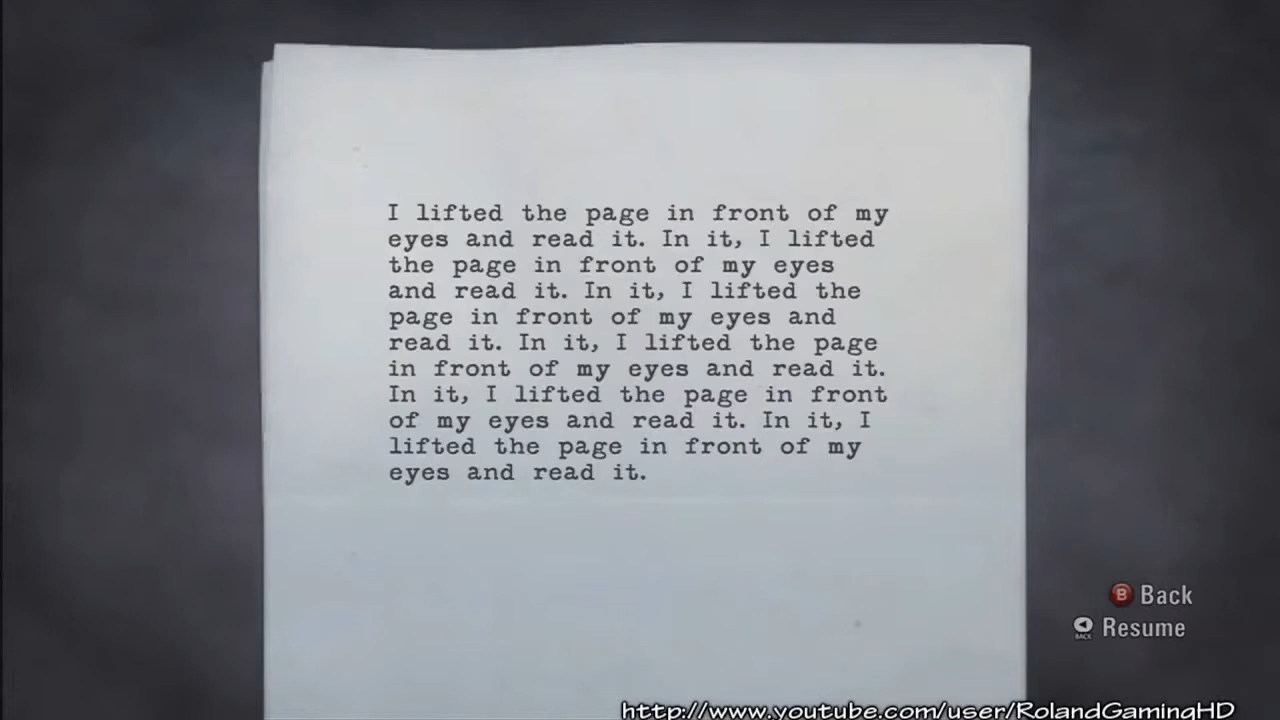 I lifted the page in front of my
eyes and read it. In it, I lifted
the page in front of my eyes
and read it. In it, I lifted the
page in front of my eyes and
read it. In it, I lifted the page
in front of my eyes and read it.
In it, I lifted the page in front
of my eyes and read it. In it, I
lifted the page in front of my
eyes and read it.
B Back
BACK Resume
http://www.youtube.com/user/RolandGamingHD